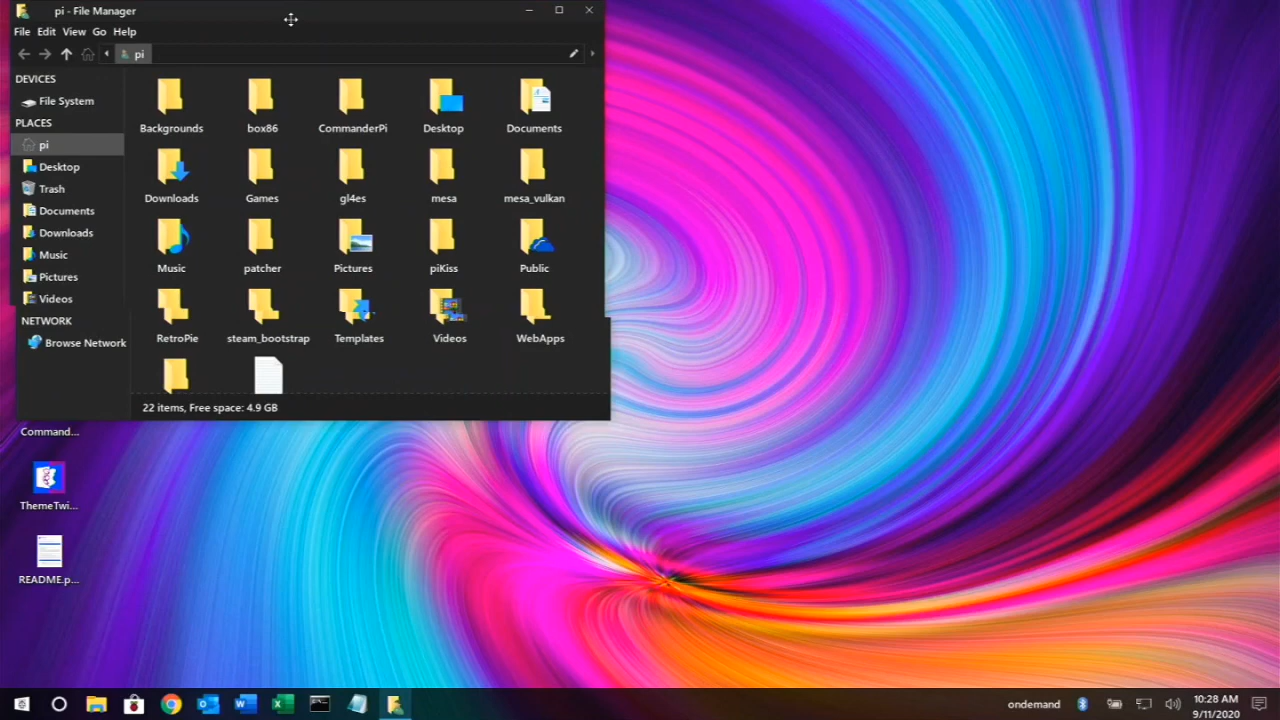 pi - File Manager
File Edit View Go Help
pi
DEVICES
File System
PLACES
pi
Desktop
Trash
Documents
Downloads
Music
Pictures
Videos
NETWORK
Browse Network
Backgrounds box86 CommanderPi Desktop Documents
Downloads Games gl4es mesa mesa_vulkan
Music patcher Pictures piKiss Public
RetroPie steam_bootstrap Templates Videos WebApps
22 items, Free space: 4.9 GB
Command...
ThemeTwi...
README.p...
ondemand
10:28 AM
9/11/2020